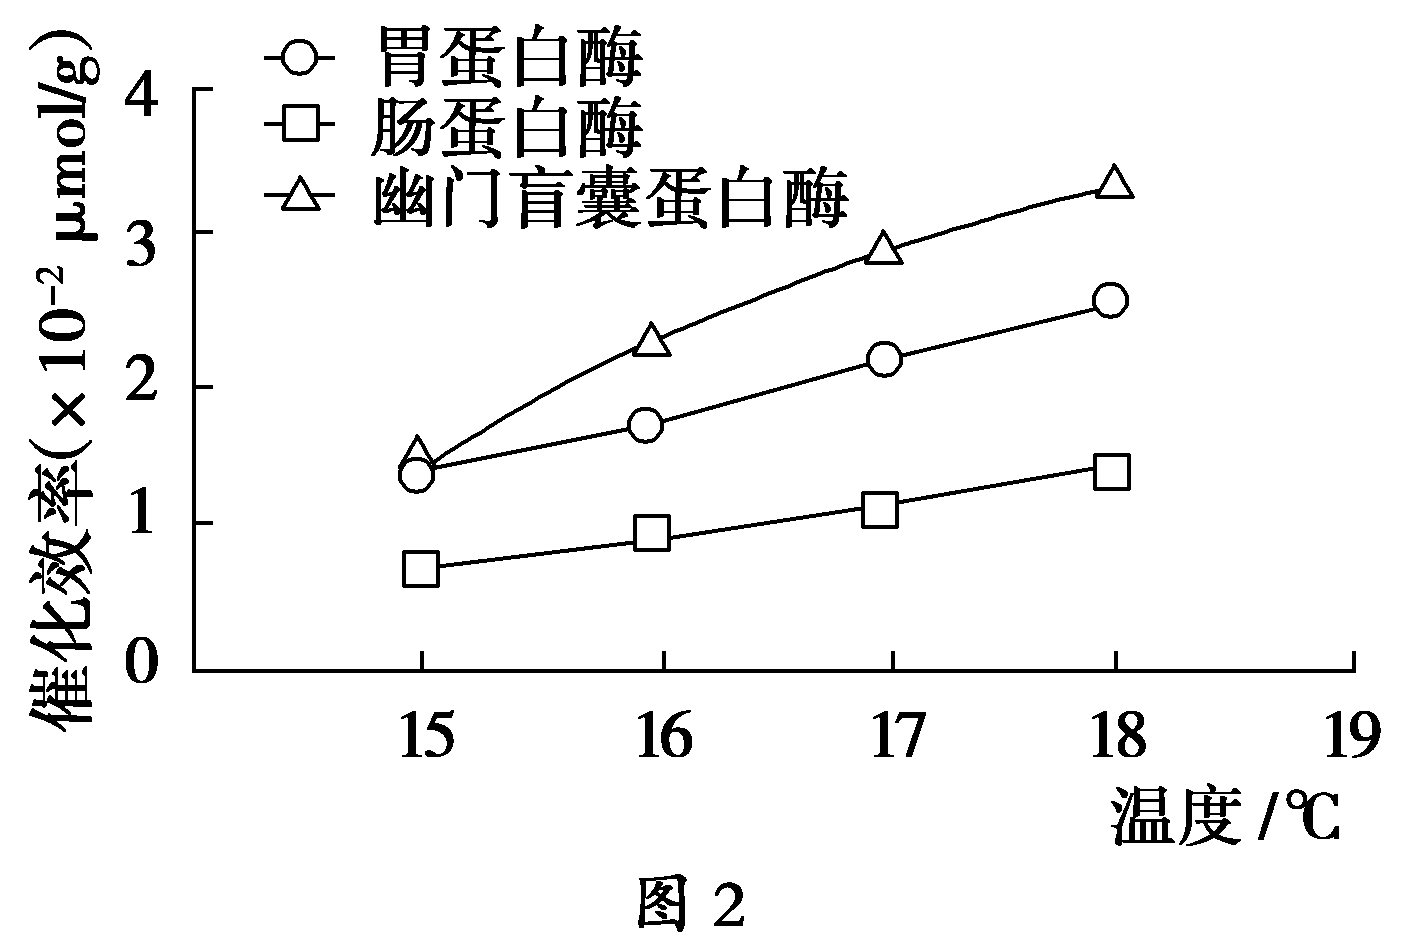 胃蛋白酶
肠蛋白酶
幽门盲囊蛋白酶
催化效率(×10⁻² μmol/g)
4
3
2
1
0
15 16 17 18 19
温度/℃
图 2